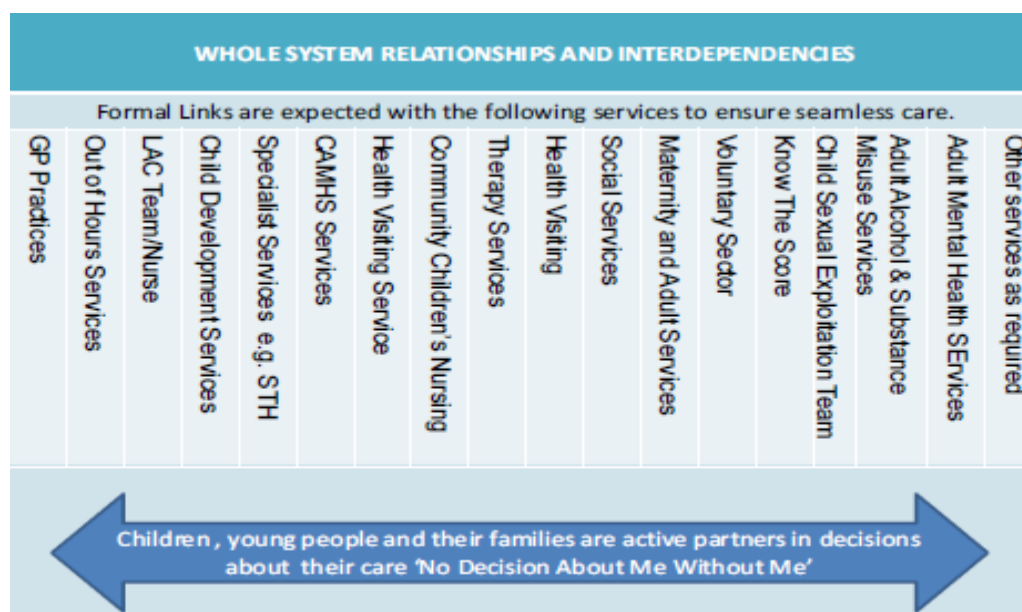 WHOLE SYSTEM RELATIONSHIPS AND INTERDEPENDENCIES
Formal Links are expected with the following services to ensure seamless care.
GP Practices
Out of Hours Services
LAC Team/Nurse
Child Development Services
Specialist Services e.g. STH
CAMHS Services
Health Visiting Service
Community Children's Nursing
Therapy Services
Health Visiting
Social Services
Maternity and Adult Services
Voluntary Sector
Know The Score
Child Sexual Exploitation Team
Adult Alcohol & Substance
Misuse Services
Adult Mental Health SErvices
Other services as required
Children , young people and their families are active partners in decisions
about their care ‘No Decision About Me Without Me’